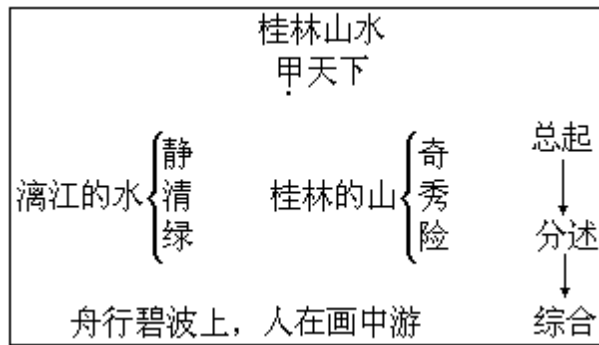 桂林山水
甲天下
总起
漓江的水
静
清
绿
桂林的山
奇
秀
险
分述
舟行碧波上，人在画中游
综合